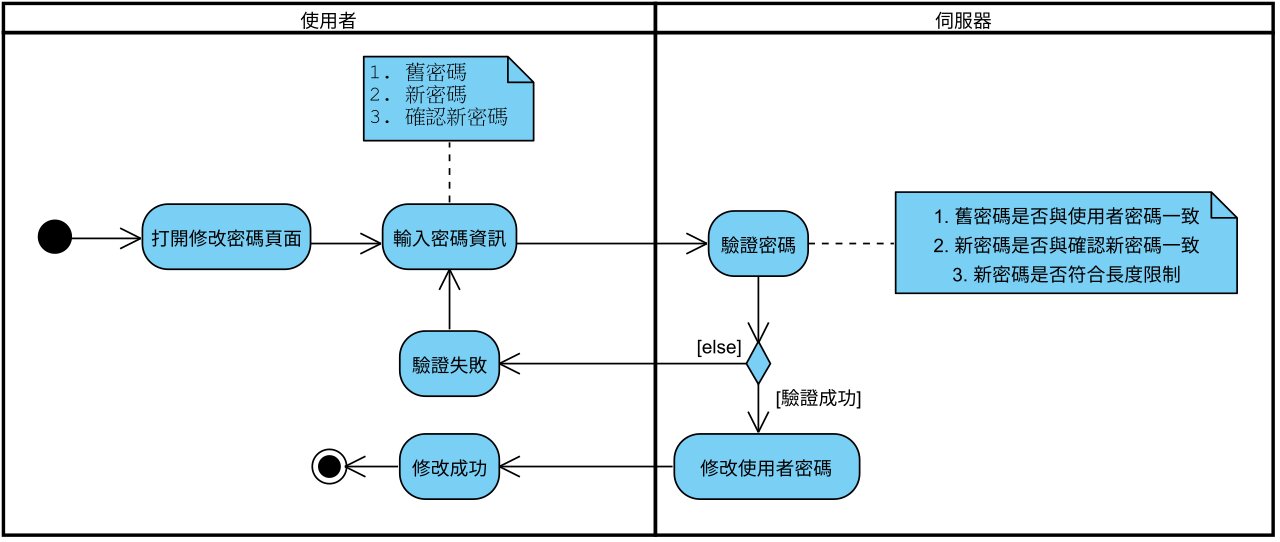 使用者
伺服器
1. 舊密碼
2. 新密碼
3. 確認新密碼
打開修改密碼頁面
輸入密碼資訊
驗證密碼
1. 舊密碼是否與使用者密碼一致
2. 新密碼是否與確認新密碼一致
3. 新密碼是否符合長度限制
[else]
驗證失敗
[驗證成功]
修改成功
修改使用者密碼